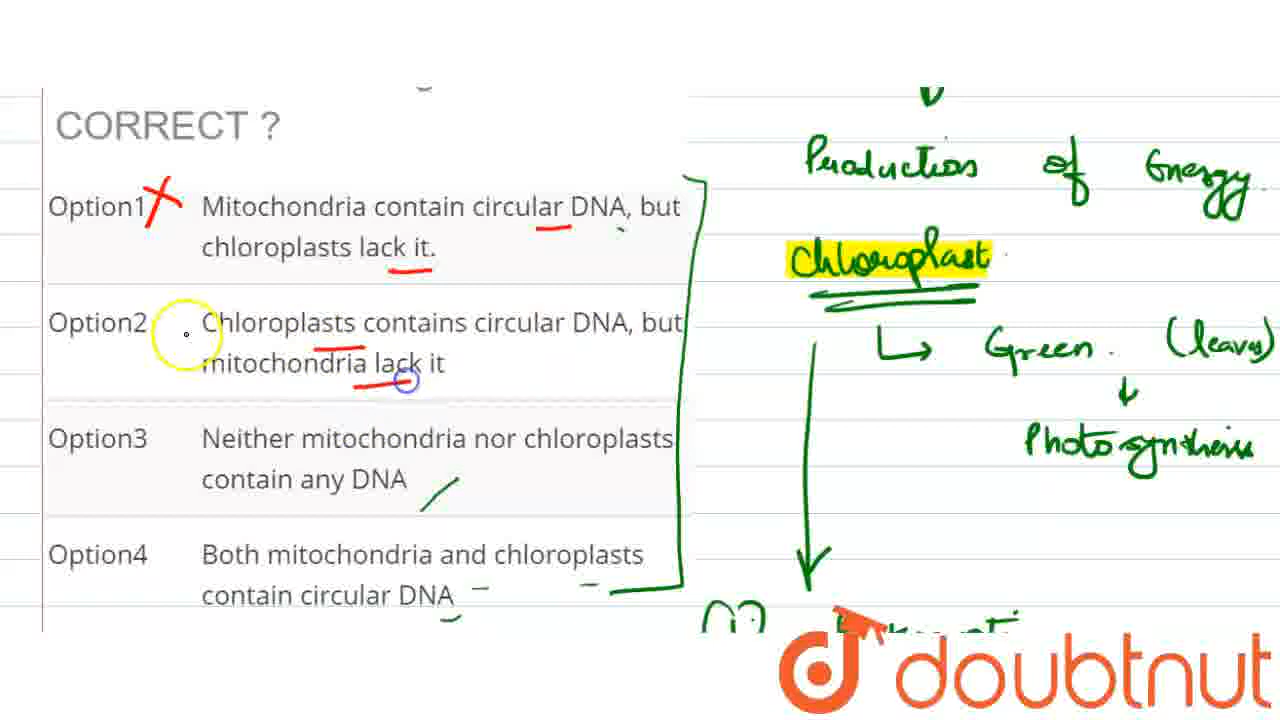 CORRECT ?
Option1 Mitochondria contain circular DNA, but
chloroplasts lack it.
Option2 Chloroplasts contains circular DNA, but
mitochondria lack it
Option3 Neither mitochondria nor chloroplasts
contain any DNA
Option4 Both mitochondria and chloroplasts
contain circular DNA
Production of Energy
Chloroplast
Green (leaves)
Photosynthesis
(i)
doubtnut